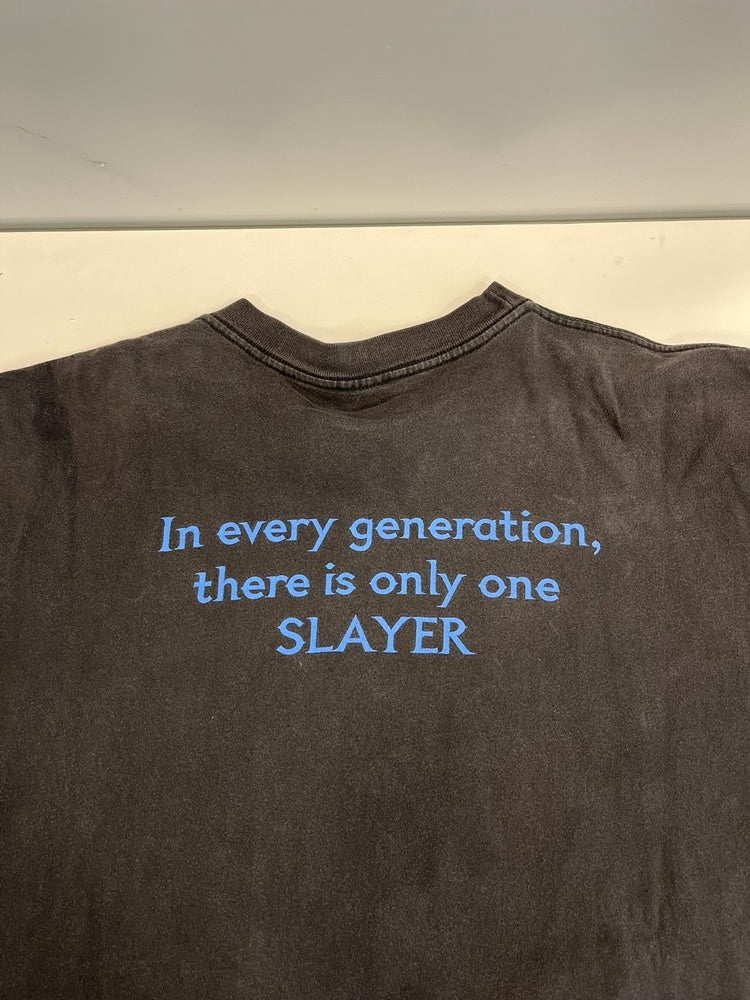 In every generation,
there is only one
SLAYER